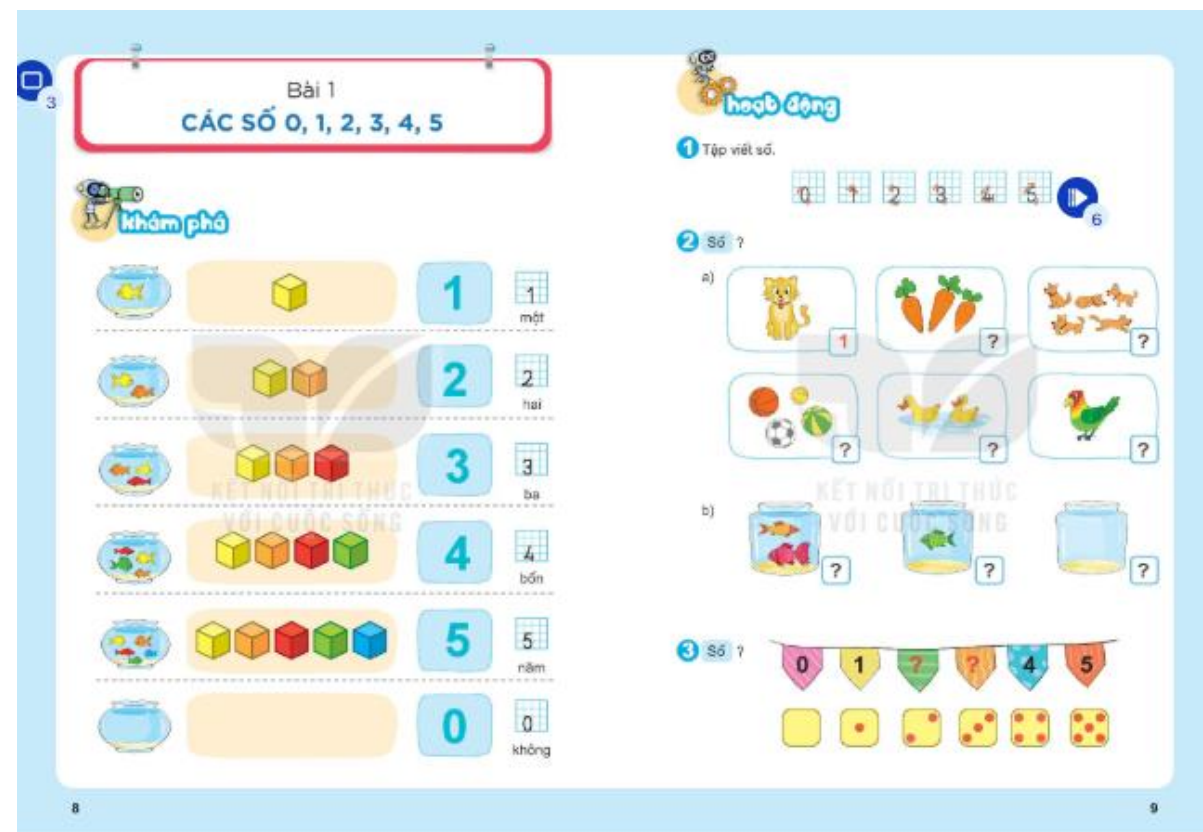 3
Bài 1
CÁC SỐ 0, 1, 2, 3, 4, 5
khám phá
1
1
một
2
2
hai
3
3
ba
4
4
bốn
5
5
năm
0
0
không
KẾT NỐI TRI THỨC
VỚI CUỘC SỐNG
8
hoạt động
1 Tập viết số.
0 1 2 3 4 5
6
2 Số ?
a)
1 ? ?
? ? ?
KẾT NỐI TRI THỨC
VỚI CUỘC SỐNG
b)
? ? ?
3 Số ?
0 1 ? ? 4 5
9